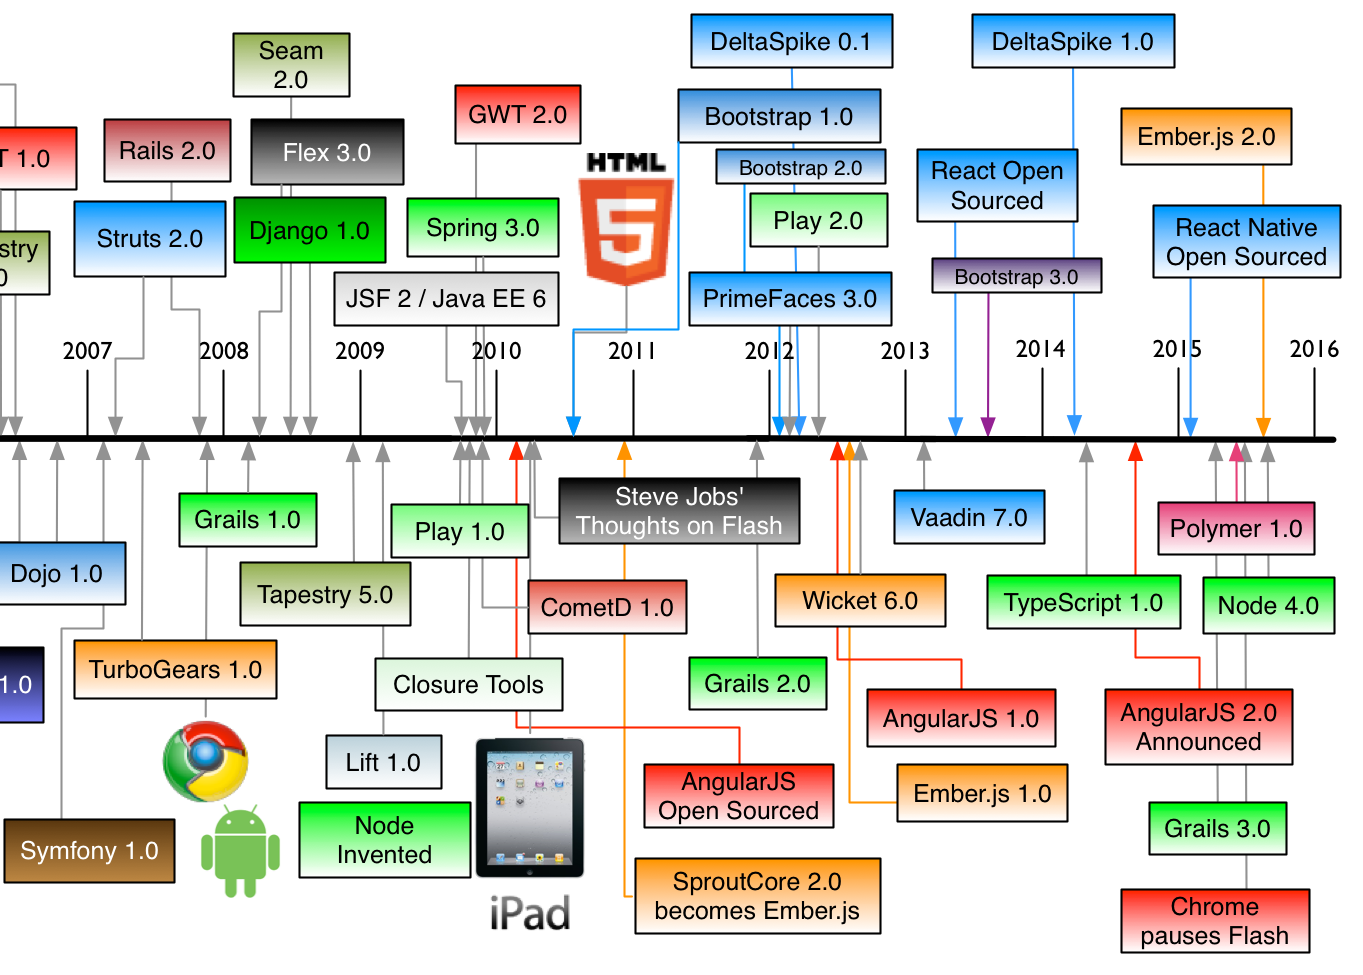 DeltaSpike 0.1
DeltaSpike 1.0
Seam
2.0
GWT 2.0
Bootstrap 1.0
Ember.js 2.0
T 1.0
Rails 2.0
Flex 3.0
HTML
5
Bootstrap 2.0
React Open
Sourced
Struts 2.0
Django 1.0
Spring 3.0
Play 2.0
React Native
Open Sourced
stry
0
JSF 2 / Java EE 6
PrimeFaces 3.0
Bootstrap 3.0
2007
2008
2009
2010
2011
2012
2013
2014
2015
2016
Grails 1.0
Play 1.0
Steve Jobs'
Thoughts on Flash
Vaadin 7.0
Polymer 1.0
Dojo 1.0
Tapestry 5.0
CometD 1.0
Wicket 6.0
TypeScript 1.0
Node 4.0
1.0
TurboGears 1.0
Closure Tools
Grails 2.0
AngularJS 1.0
AngularJS 2.0
Announced
Lift 1.0
AngularJS
Open Sourced
Ember.js 1.0
Symfony 1.0
Node
Invented
Grails 3.0
iPad
SproutCore 2.0
becomes Ember.js
Chrome
pauses Flash